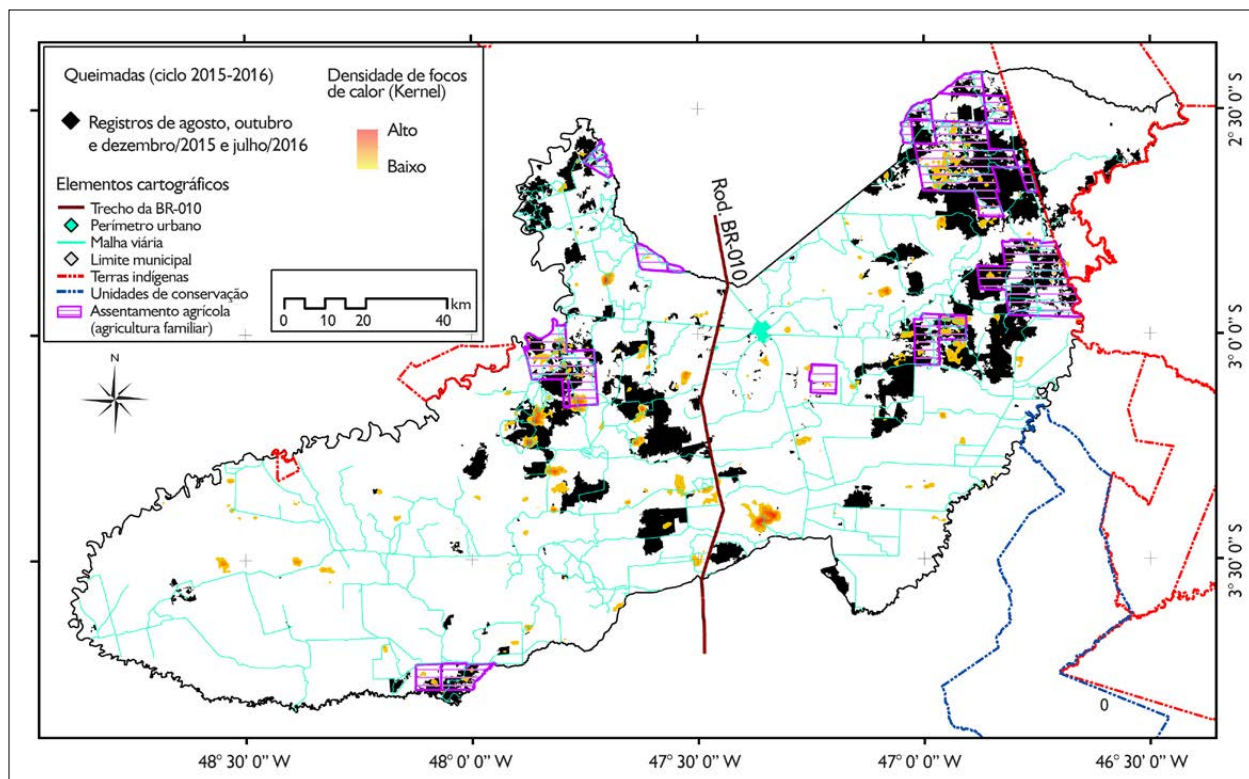 Queimadas (ciclo 2015-2016)
Registros de agosto, outubro
e dezembro/2015 e julho/2016
Densidade de focos
de calor (Kernel)
Alto
Baixo
Elementos cartográficos
Trecho da BR-010
Perímetro urbano
Malha viária
Limite municipal
Terras indígenas
Unidades de conservação
Assentamento agrícola
(agricultura familiar)
km
0 10 20 40
N
Rod. BR-010
2° 30' 0'' S
3° 0' 0'' S
3° 30' 0'' S
0
48° 30' 0'' W
48° 0' 0'' W
47° 30' 0'' W
47° 0' 0'' W
46° 30' 0'' W